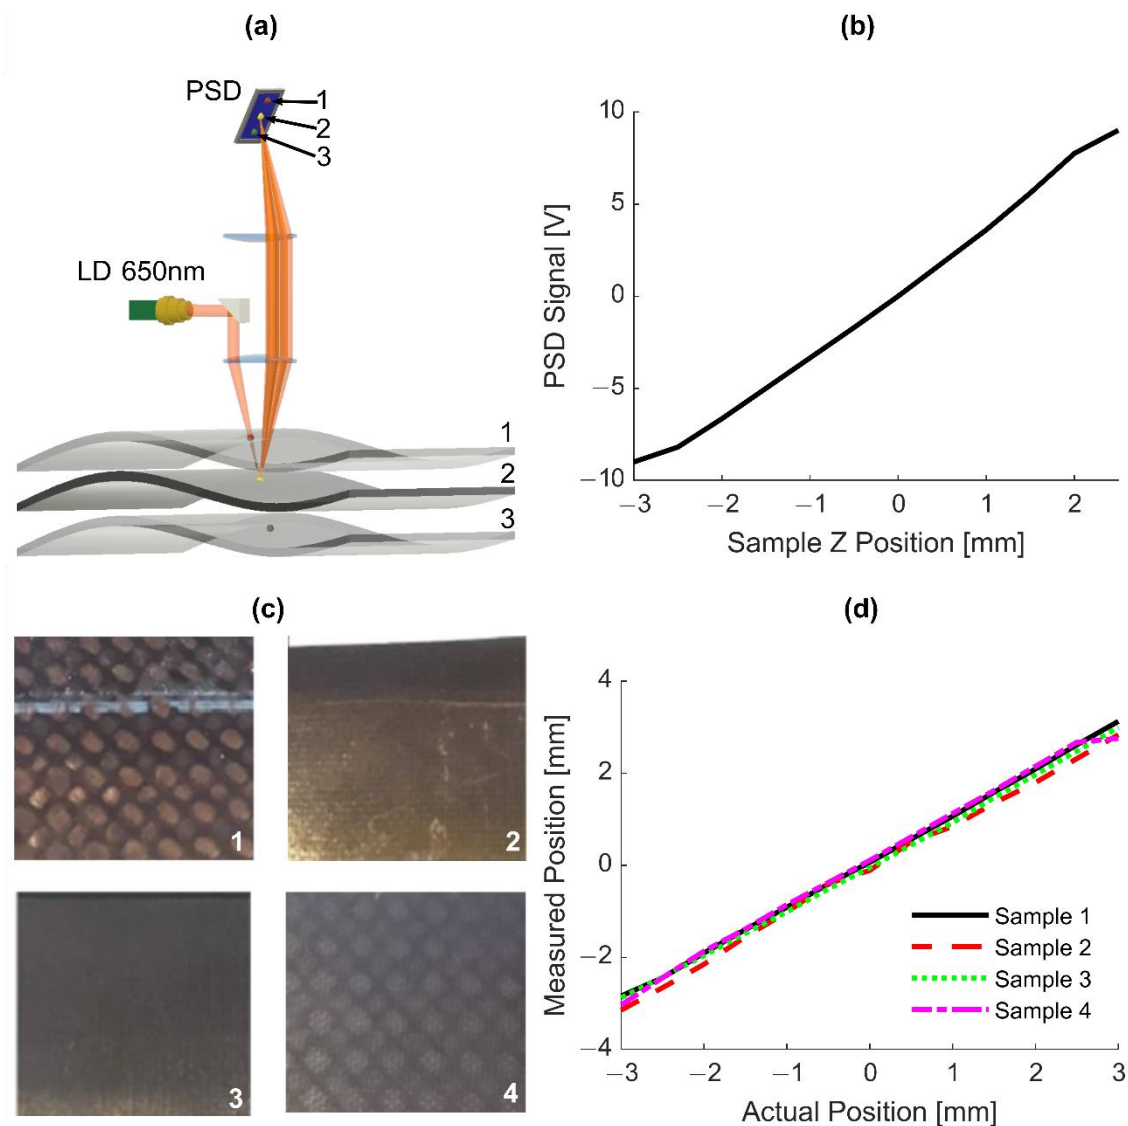 (a)
PSD
1
2
3
LD 650nm
1
2
3
(b)
10
5
0
−5
−10
PSD Signal [V]
−3 −2 −1 0 1 2
Sample Z Position [mm]
(c)
1
2
3
4
(d)
4
2
0
−2
−4
Measured Position [mm]
Sample 1
Sample 2
Sample 3
Sample 4
−3 −2 −1 0 1 2 3
Actual Position [mm]